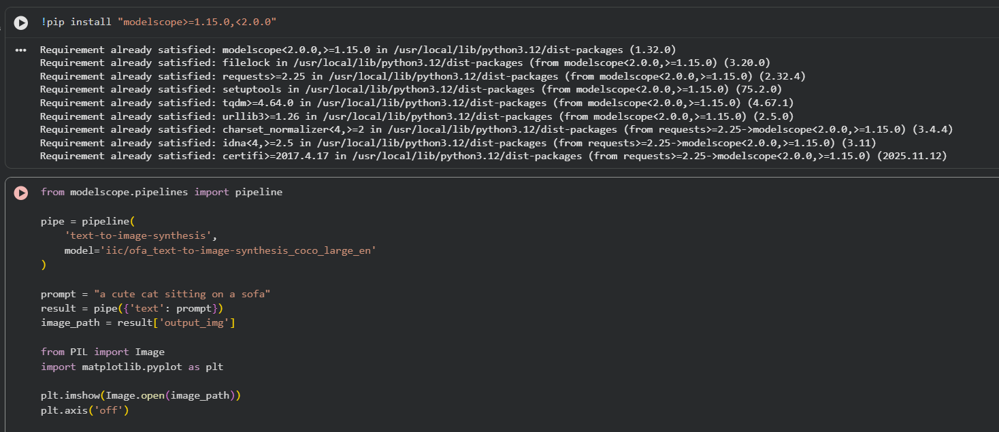 !pip install "modelscope>=1.15.0,<2.0.0"
Requirement already satisfied: modelscope<2.0.0,>=1.15.0 in /usr/local/lib/python3.12/dist-packages (1.32.0)
Requirement already satisfied: filelock in /usr/local/lib/python3.12/dist-packages (from modelscope<2.0.0,>=1.15.0) (3.20.0)
Requirement already satisfied: requests>=2.25 in /usr/local/lib/python3.12/dist-packages (from modelscope<2.0.0,>=1.15.0) (2.32.4)
Requirement already satisfied: setuptools in /usr/local/lib/python3.12/dist-packages (from modelscope<2.0.0,>=1.15.0) (75.2.0)
Requirement already satisfied: tqdm>=4.64.0 in /usr/local/lib/python3.12/dist-packages (from modelscope<2.0.0,>=1.15.0) (4.67.1)
Requirement already satisfied: urllib3>=1.26 in /usr/local/lib/python3.12/dist-packages (from modelscope<2.0.0,>=1.15.0) (2.5.0)
Requirement already satisfied: charset_normalizer<4,>=2 in /usr/local/lib/python3.12/dist-packages (from requests>=2.25->modelscope<2.0.0,>=1.15.0) (3.4.4)
Requirement already satisfied: idna<4,>=2.5 in /usr/local/lib/python3.12/dist-packages (from requests>=2.25->modelscope<2.0.0,>=1.15.0) (3.11)
Requirement already satisfied: certifi>=2017.4.17 in /usr/local/lib/python3.12/dist-packages (from requests>=2.25->modelscope<2.0.0,>=1.15.0) (2025.11.12)
from modelscope.pipelines import pipeline
pipe = pipeline(
    'text-to-image-synthesis',
    model='iic/ofa_text-to-image-synthesis_coco_large_en'
)
prompt = "a cute cat sitting on a sofa"
result = pipe({'text': prompt})
image_path = result['output_img']
from PIL import Image
import matplotlib.pyplot as plt
plt.imshow(Image.open(image_path))
plt.axis('off')